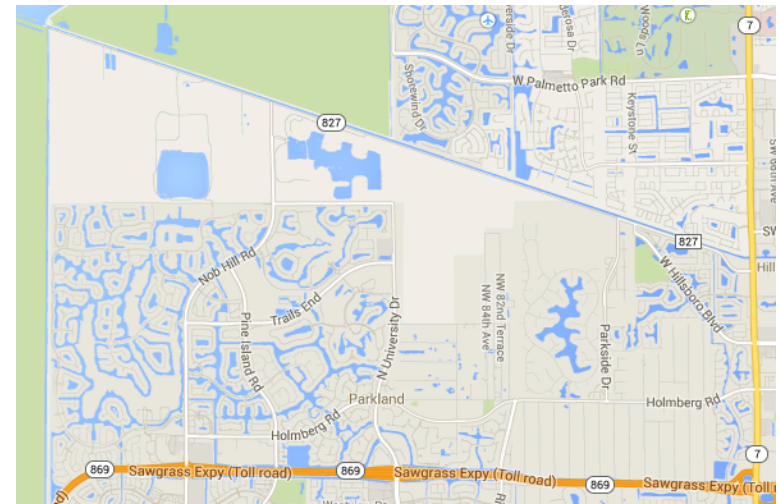 7
W Palmetto Park Rd
Shorewind Dr
Keystone St
827
SW
827
Hill
W Hillsboro Blvd
Nob Hill Rd
NW 82nd Terrace
NW 84th Ave
Trails End
Pine Island Rd
N University Dr
Parkside Dr
Parkland
Holmberg Rd
Holmberg Rd
7
869
Sawgrass Expy (Toll road)
869
Sawgrass Expy (Toll road)
869
Sawgrass Expy (Toll